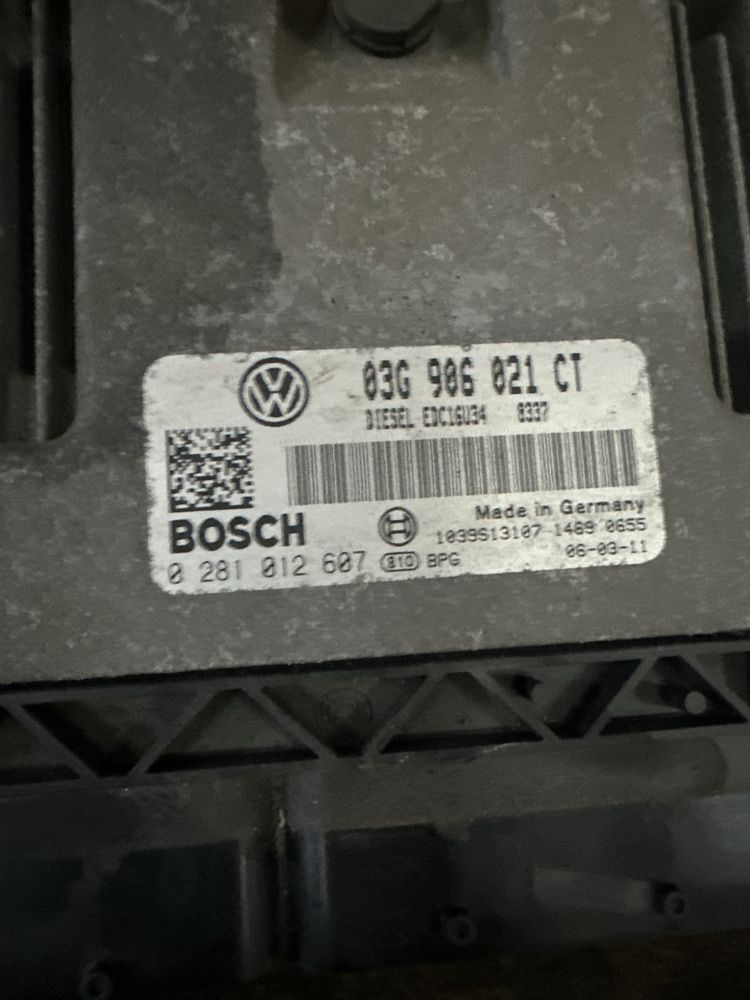 03G 906 021 CT
DIESEL EDC16U34 8337
Made in Germany
BOSCH
1039S13107 1489 0655
0 281 012 607 810 BPG
06-03-11